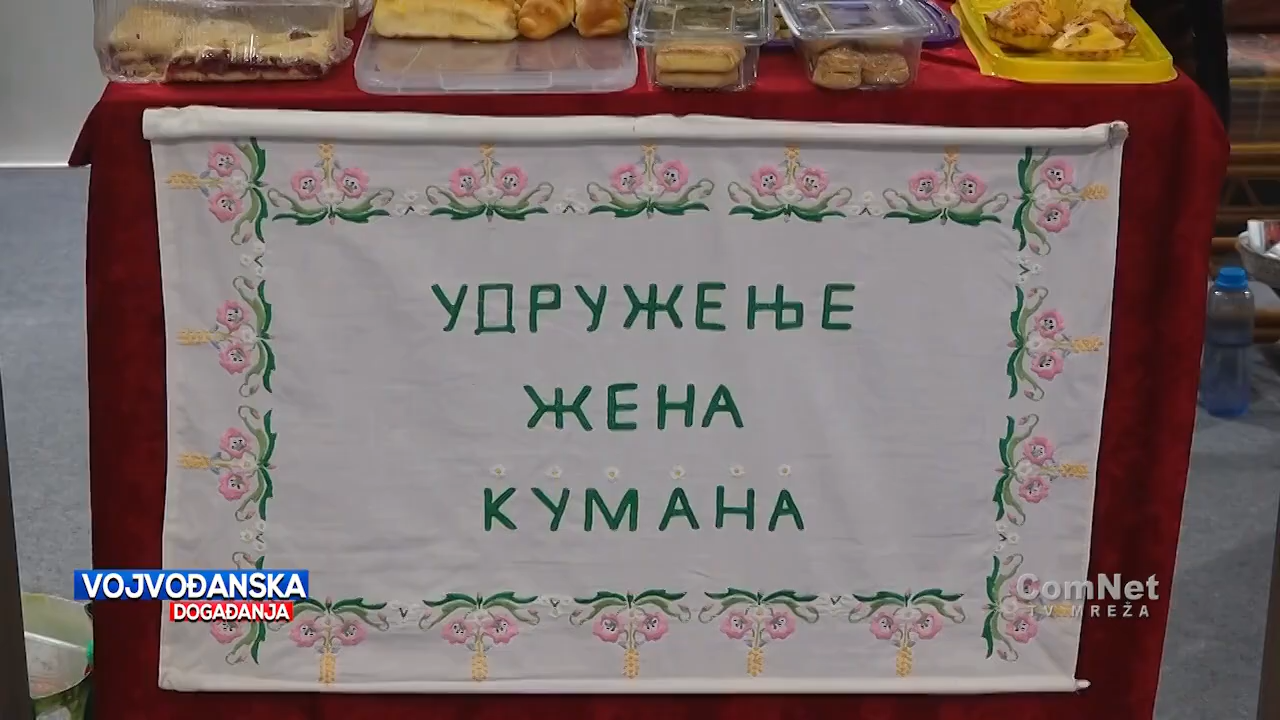 УДРУЖЕЊЕ
ЖЕНА
КУМАНА
VOJVOĐANSKA
DOGAĐANJA
ComNet
TV MREŽA